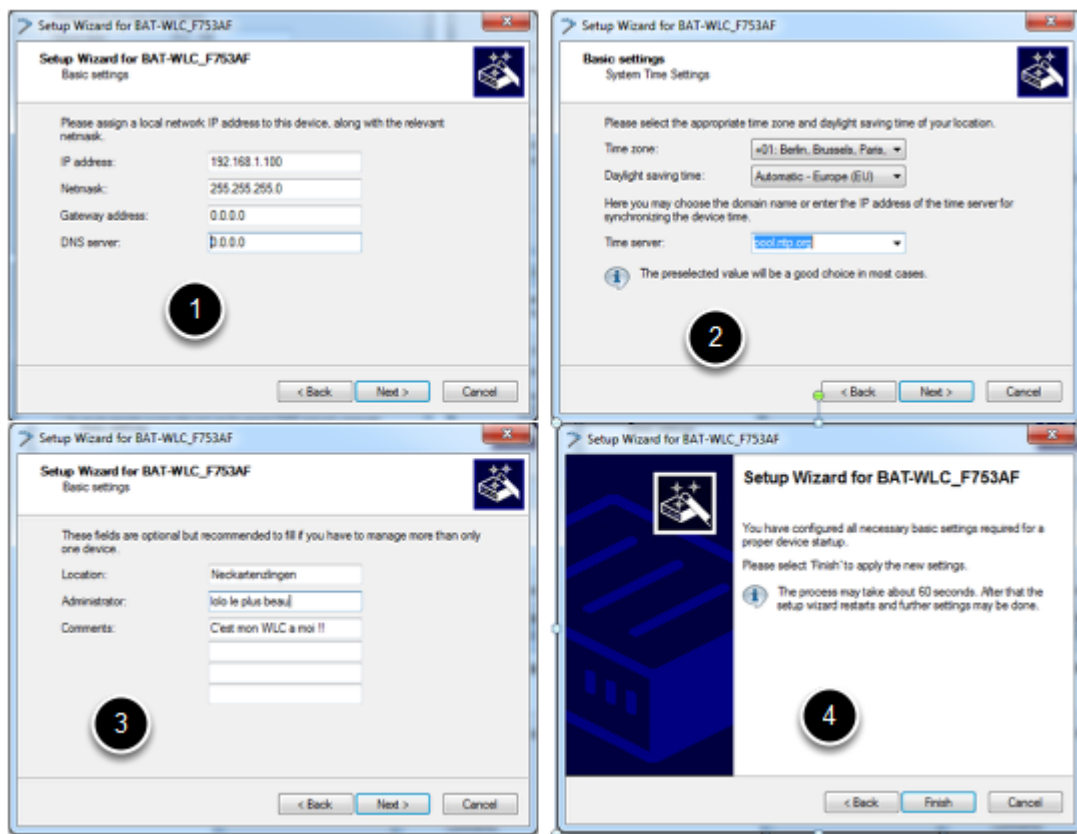 Setup Wizard for BAT-WLC_F753AF
Setup Wizard for BAT-WLC_F753AF
Basic settings
Please assign a local network IP address to this device, along with the relevant
netmask.
IP address: 192.168.1.100
Netmask: 255.255.255.0
Gateway address: 0.0.0.0
DNS server: 0.0.0.0
1
< Back Next > Cancel
Setup Wizard for BAT-WLC_F753AF
Basic settings
System Time Settings
Please select the appropriate time zone and daylight saving time of your location.
Time zone: +01: Berlin, Brussels, Paris,
Daylight saving time: Automatic - Europe (EU)
Here you may choose the domain name or enter the IP address of the time server for
synchronizing the device time.
Time server: pool.ntp.org
The preselected value will be a good choice in most cases.
2
< Back Next > Cancel
Setup Wizard for BAT-WLC_F753AF
Setup Wizard for BAT-WLC_F753AF
Basic settings
These fields are optional but recommended to fill if you have to manage more than only
one device.
Location: Neckartenzlingen
Administrator: lolo le plus beau
Comments: C'est mon WLC a moi !!
3
< Back Next > Cancel
Setup Wizard for BAT-WLC_F753AF
Setup Wizard for BAT-WLC_F753AF
You have configured all necessary basic settings required for a
proper device startup.
Please select 'Finish' to apply the new settings.
The process may take about 60 seconds. After that the
setup wizard restarts and further settings may be done.
4
< Back Finish Cancel